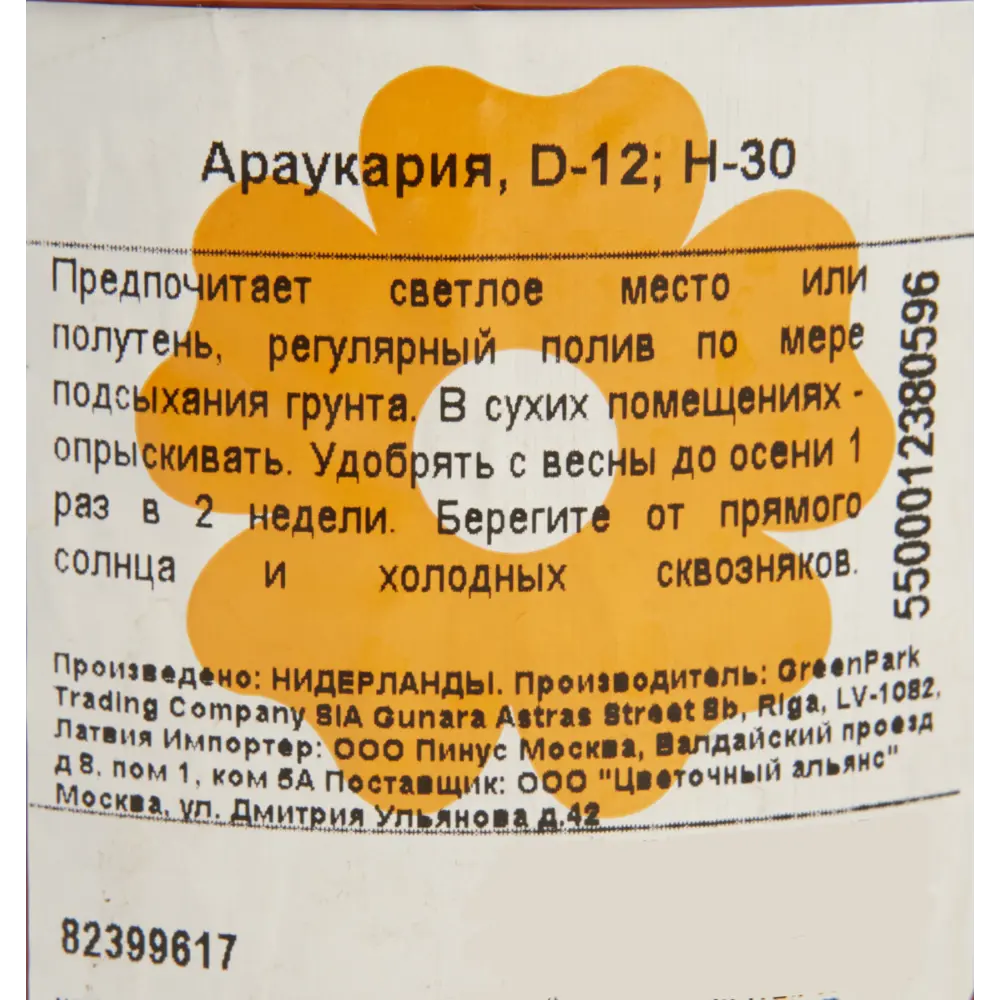 Араукария, D-12; H-30
Предпочитает светлое место или
полутень, регулярный полив по мере
подсыхания грунта. В сухих помещениях -
опрыскивать. Удобрять с весны до осени 1
раз в 2 недели. Берегите от прямого
солнца и холодных сквозняков.
5500012380596
Произведено: НИДЕРЛАНДЫ. Производитель: GreenPark
Trading Company SIA Gunara Astras Street 8b, Riga, LV-1082,
Латвия Импортер: ООО Пинус Москва, Валдайский проезд
д 8. пом 1, ком 5А Поставщик: ООО "Цветочный альянс"
Москва, ул. Дмитрия Ульянова д.42
82399617